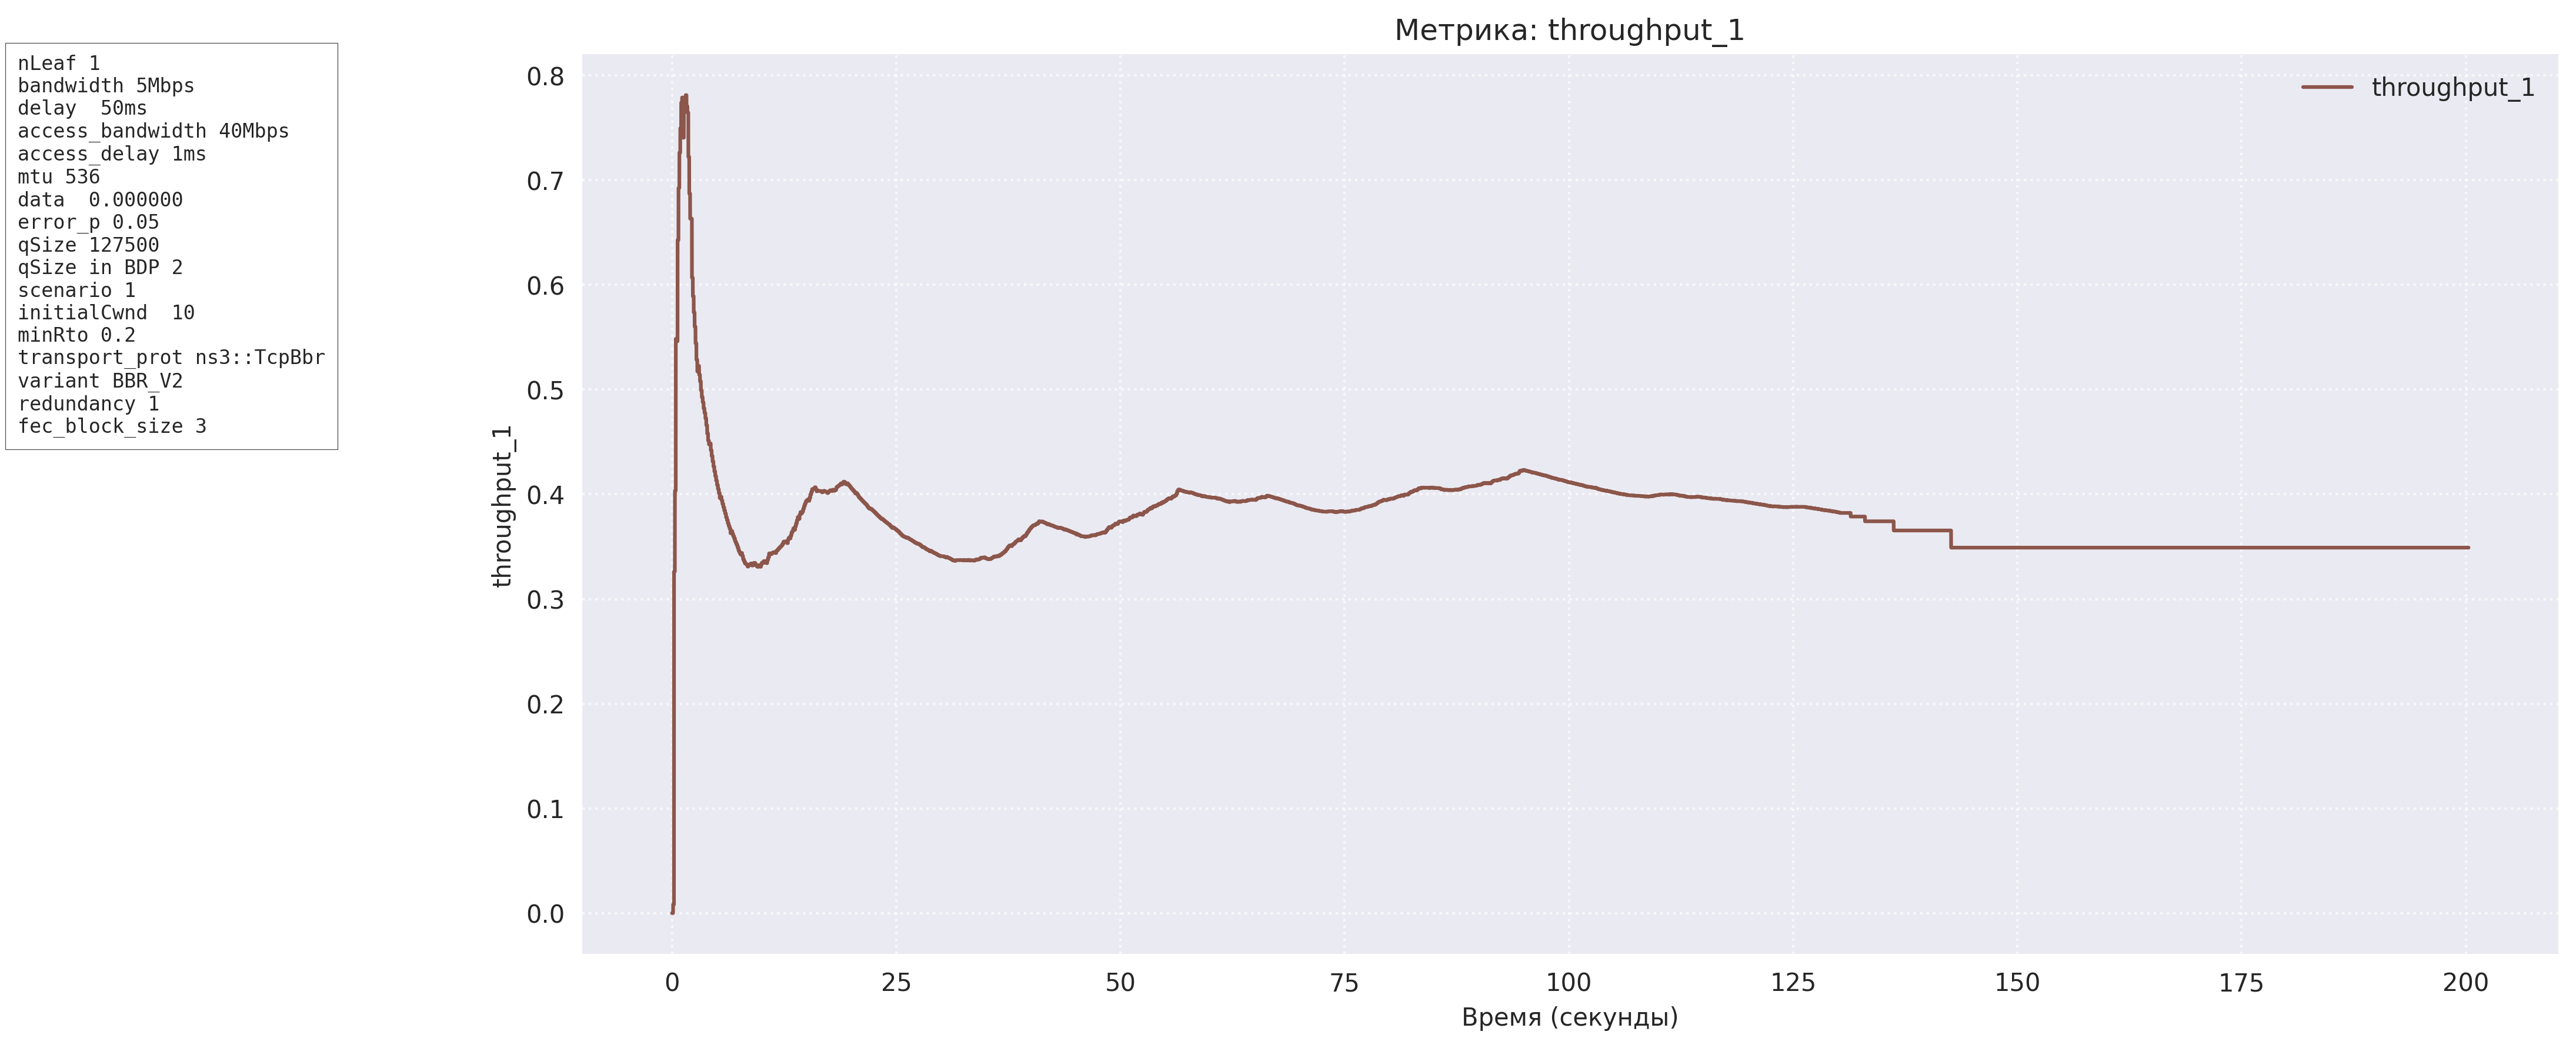 Метрика: throughput_1
nLeaf 1
bandwidth 5Mbps
delay  50ms
access_bandwidth 40Mbps
access_delay 1ms
mtu 536
data  0.000000
error_p 0.05
qSize 127500
qSize in BDP 2
scenario 1
initialCwnd  10
minRto 0.2
transport_prot ns3::TcpBbr
variant BBR_V2
redundancy 1
fec_block_size 3
throughput_1
throughput_1
0.8
0.7
0.6
0.5
0.4
0.3
0.2
0.1
0.0
0 25 50 75 100 125 150 175 200
Время (секунды)